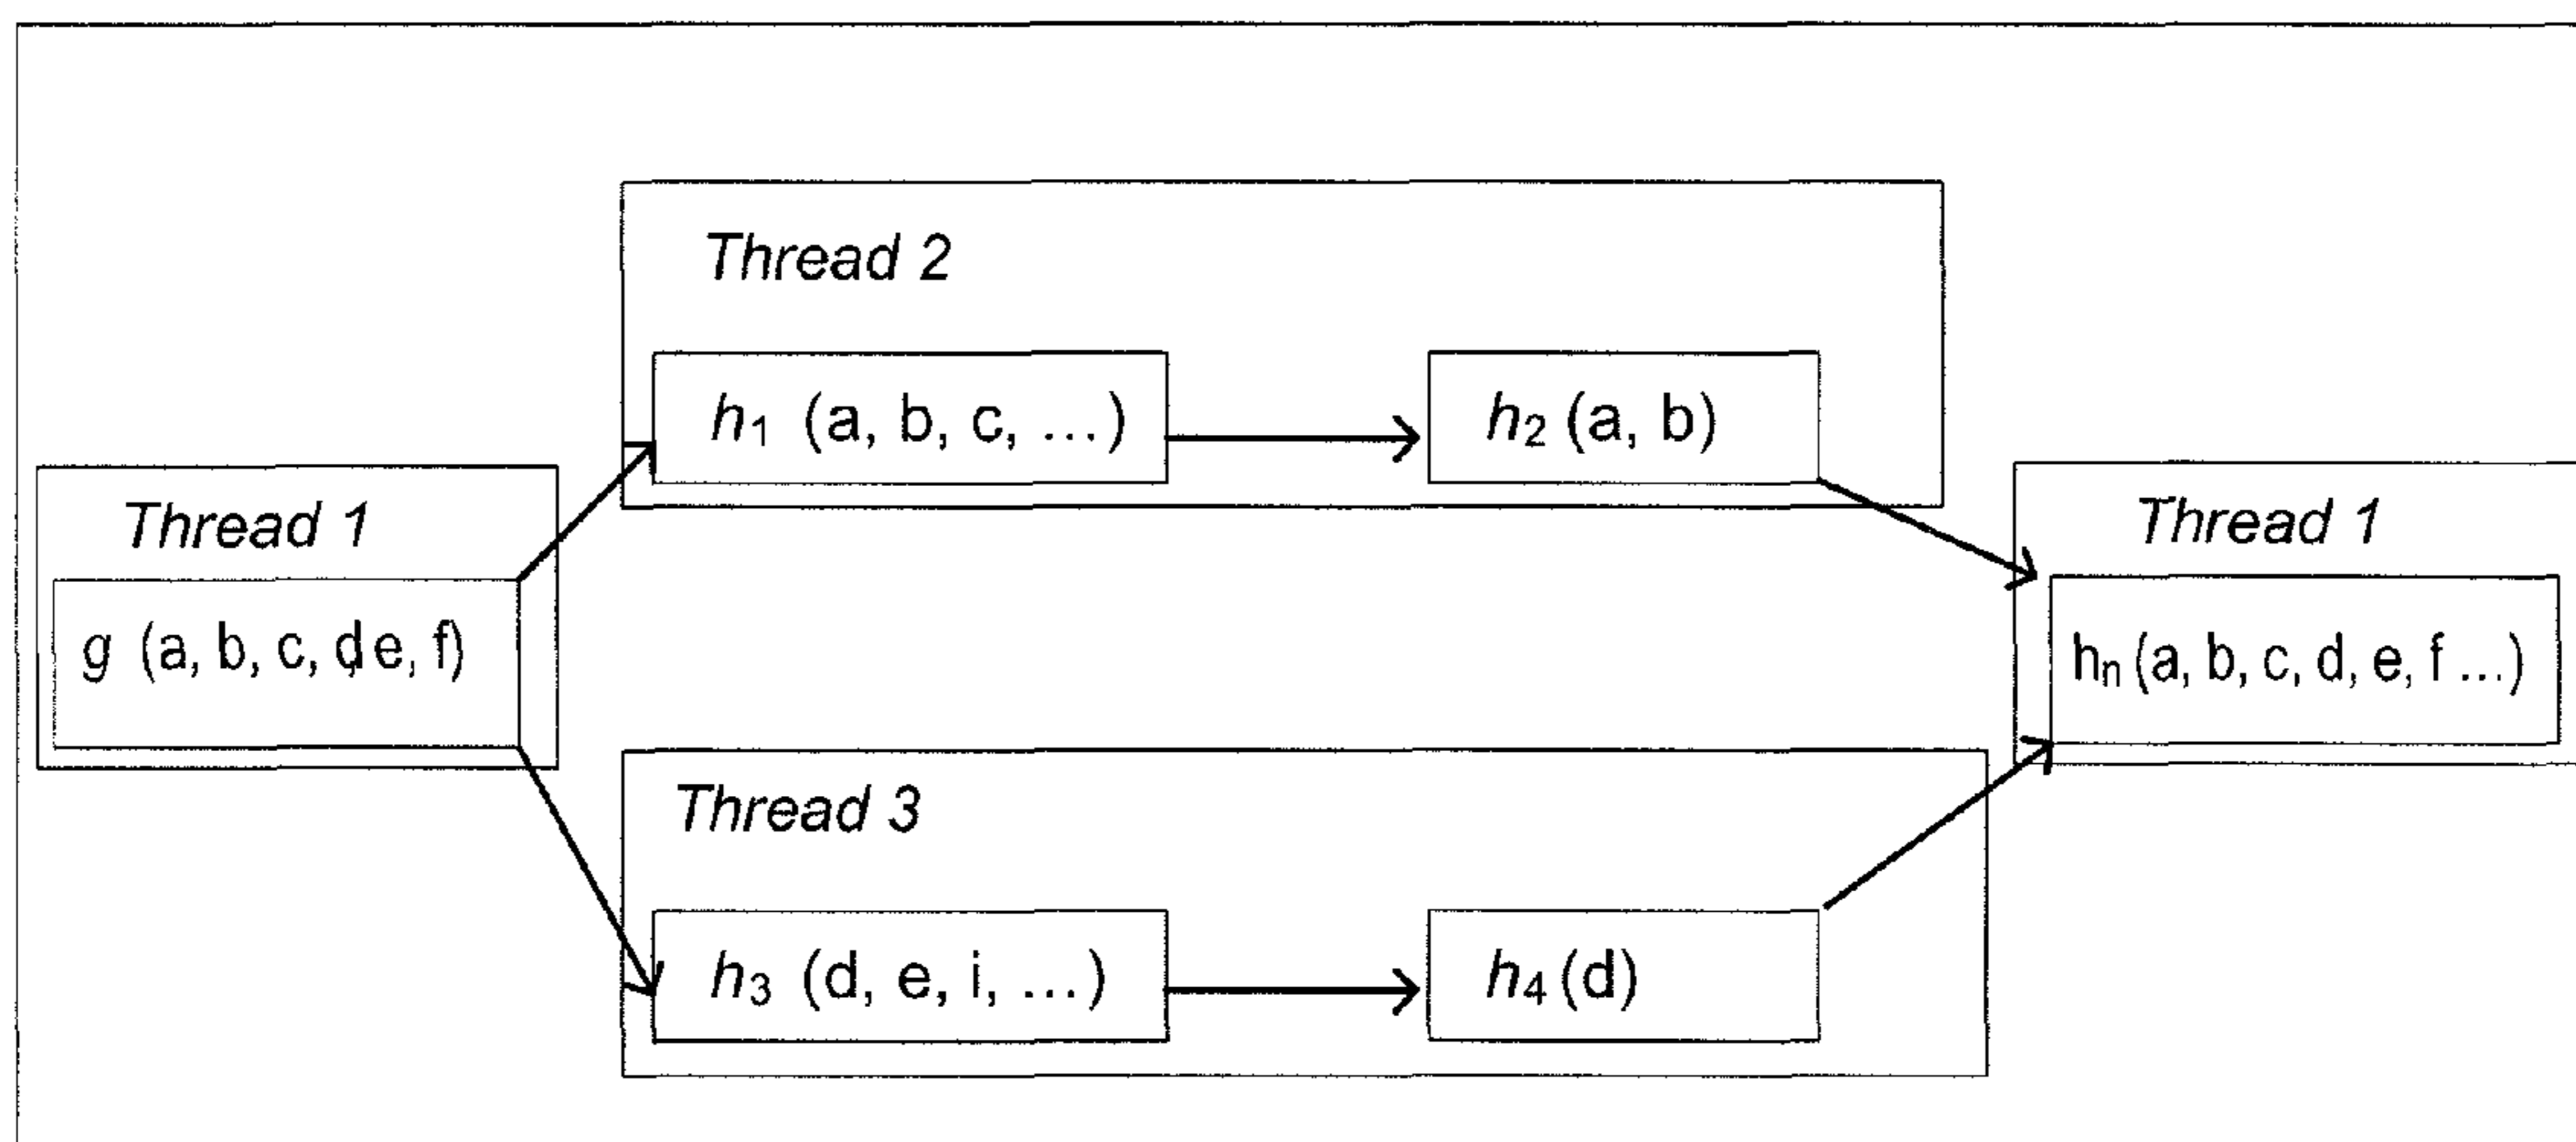 Thread 2
h₁ (a, b, c, ...)
h₂ (a, b)
Thread 1
g (a, b, c, d, e, f)
Thread 1
hₙ (a, b, c, d, e, f ...)
Thread 3
h₃ (d, e, i, ...)
h₄ (d)